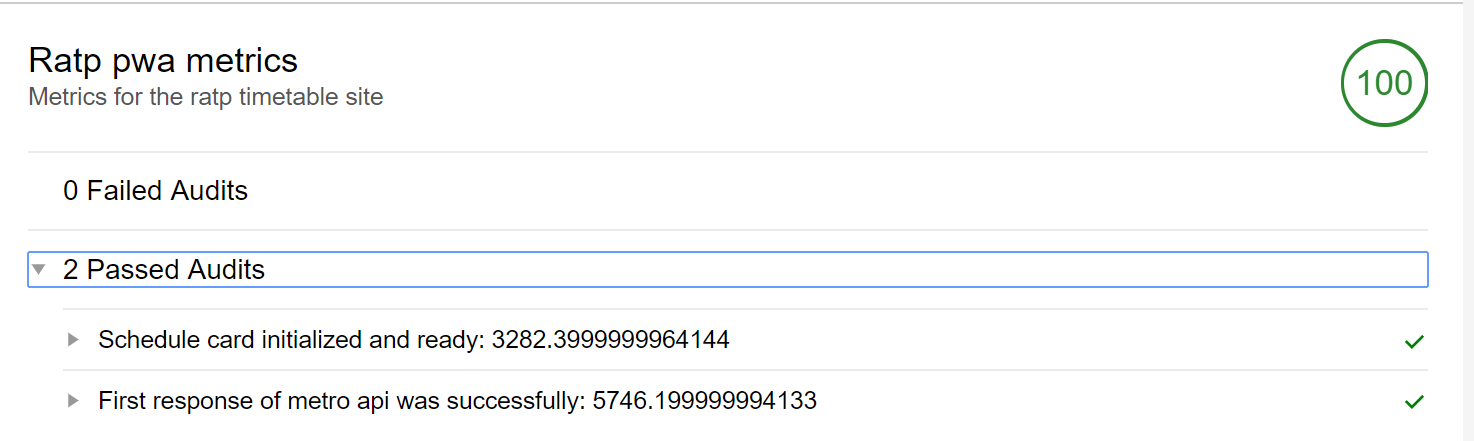 Ratp pwa metrics
Metrics for the ratp timetable site
100
0 Failed Audits
2 Passed Audits
Schedule card initialized and ready: 3282.3999999964144
First response of metro api was successfully: 5746.199999994133